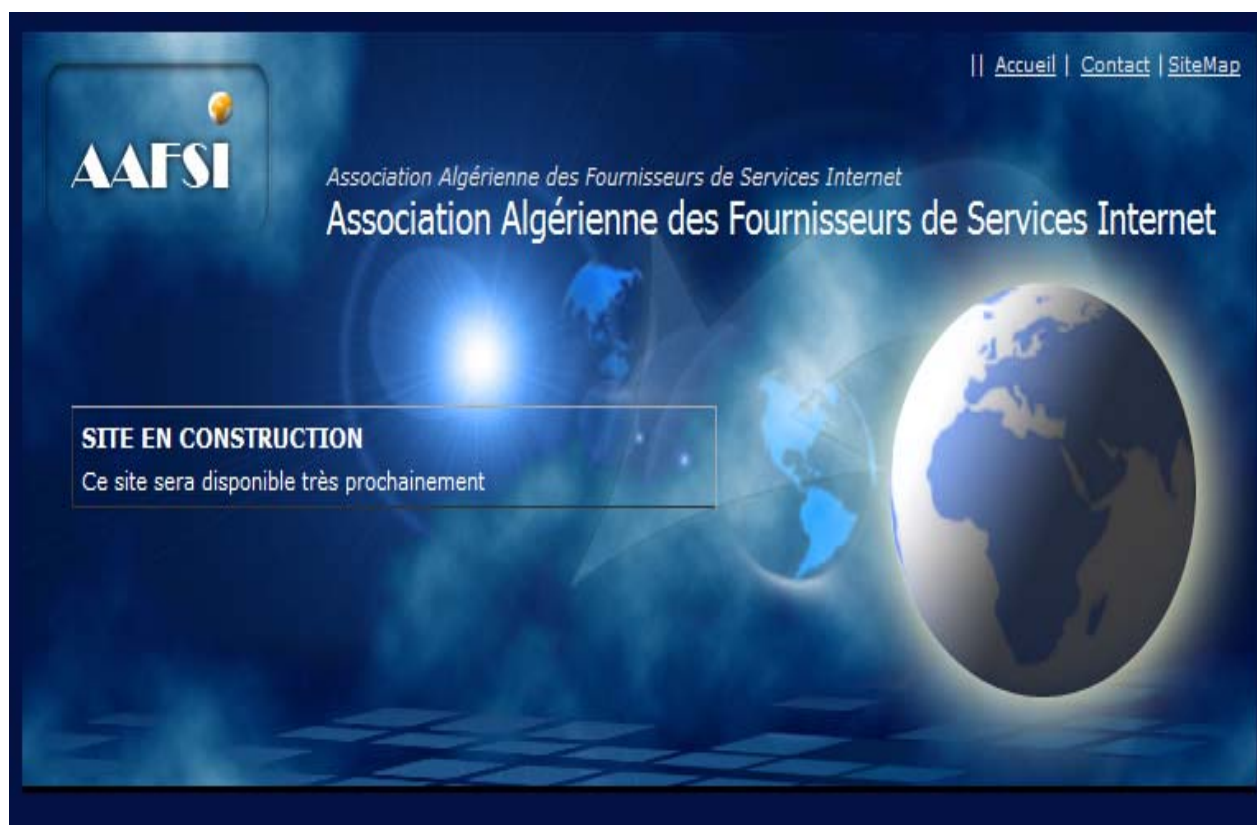 || Accueil | Contact | SiteMap
AAFSI
Association Algérienne des Fournisseurs de Services Internet
Association Algérienne des Fournisseurs de Services Internet
SITE EN CONSTRUCTION
Ce site sera disponible très prochainement